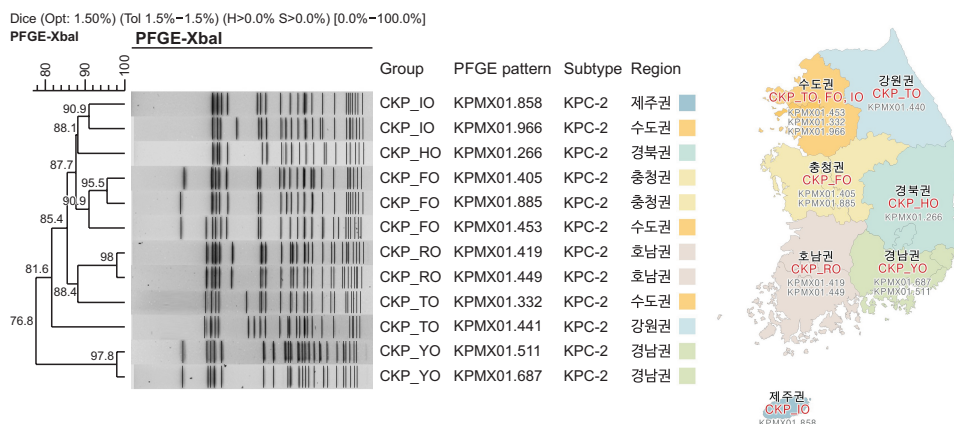 Dice (Opt: 1.50%) (Tol 1.5%-1.5%) (H>0.0% S>0.0%) [0.0%-100.0%]
PFGE-XbaI PFGE-XbaI
80 90 100
Group PFGE pattern Subtype Region
CKP_IO KPMX01.858 KPC-2 제주권
CKP_IO KPMX01.966 KPC-2 수도권
CKP_HO KPMX01.266 KPC-2 경북권
CKP_FO KPMX01.405 KPC-2 충청권
CKP_FO KPMX01.885 KPC-2 충청권
CKP_FO KPMX01.453 KPC-2 수도권
CKP_RO KPMX01.419 KPC-2 호남권
CKP_RO KPMX01.449 KPC-2 호남권
CKP_TO KPMX01.332 KPC-2 수도권
CKP_TO KPMX01.441 KPC-2 강원권
CKP_YO KPMX01.511 KPC-2 경남권
CKP_YO KPMX01.687 KPC-2 경남권
90.9
88.1
87.7
95.5
90.9
85.4
98
81.6
88.4
76.8
97.8
수도권
CKP_TO, FO, IO
KPMX01.453
KPMX01.332
KPMX01.966
강원권
CKP_TO
KPMX01.440
충청권
CKP_FO
KPMX01.405
KPMX01.885
경북권
CKP_HO
KPMX01.266
호남권
CKP_RO
KPMX01.419
KPMX01.449
경남권
CKP_YO
KPMX01.687
KPMX01.511
제주권
CKP_IO
KPMX01.858